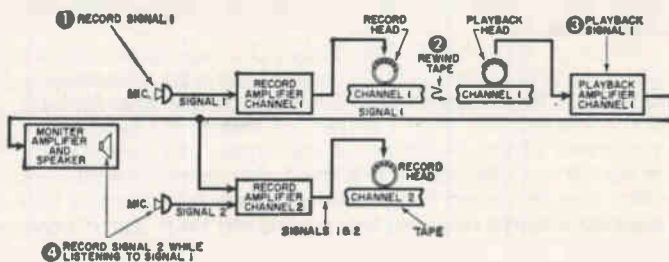 1 RECORD SIGNAL 1
RECORD
HEAD
2
REWIND
TAPE
PLAYBACK
HEAD
3 PLAYBACK
SIGNAL 1
MIC.
SIGNAL 1
RECORD
AMPLIFIER
CHANNEL 1
CHANNEL 1
SIGNAL 1
CHANNEL 1
PLAYBACK
AMPLIFIER
CHANNEL 1
MONITER
AMPLIFIER
AND
SPEAKER
MIC.
SIGNAL 2
RECORD
AMPLIFIER
CHANNEL 2
SIGNALS 1 & 2
RECORD
HEAD
CHANNEL 2
TAPE
4 RECORD SIGNAL 2 WHILE
LISTENING TO SIGNAL 1